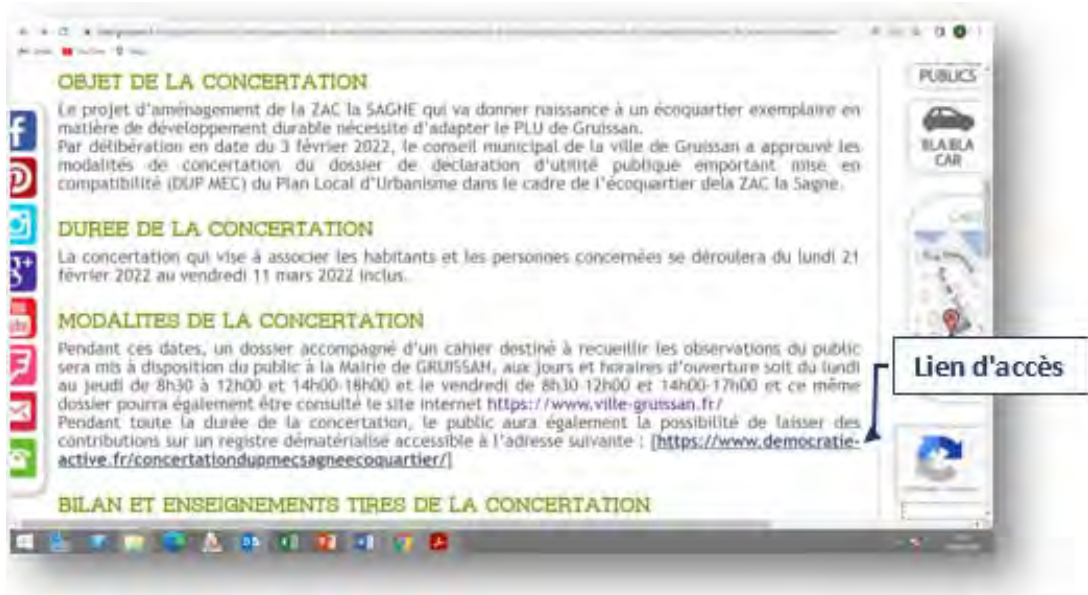 PUBLICS
OBJET DE LA CONCERTATION
Le projet d'aménagement de la ZAC la SAGNE qui va donner naissance à un écoquartier exemplaire en
matière de développement durable nécessite d'adapter le PLU de Gruissan.
Par délibération en date du 3 février 2022, le conseil municipal de la ville de Gruissan a approuvé les
modalités de concertation du dossier de déclaration d'utilité publique emportant mise en
compatibilité (DUP MEC) du Plan Local d'Urbanisme dans le cadre de l'écoquartier dela ZAC la Sagne.
BLA BLA
CAR
DUREE DE LA CONCERTATION
La concertation qui vise à associer les habitants et les personnes concernées se déroulera du lundi 21
février 2022 au vendredi 11 mars 2022 inclus.
MODALITES DE LA CONCERTATION
Pendant ces dates, un dossier accompagné d'un cahier destiné à recueillir les observations du public
sera mis à disposition du public à la Mairie de GRUISSAN, aux jours et horaires d'ouverture soit du lundi
au jeudi de 8h30 à 12h00 et 14h00-18h00 et le vendredi de 8h30-12h00 et 14h00-17h00 et ce même
dossier pourra également être consulté le site internet https://www.ville-gruissan.fr/
Pendant toute la durée de la concertation, le public aura également la possibilité de laisser des
contributions sur un registre dématérialisé accessible à l'adresse suivante : [https://www.democratie-
active.fr/concertationdupmecsagneecoquartier/]
Lien d'accès
BILAN ET ENSEIGNEMENTS TIRES DE LA CONCERTATION